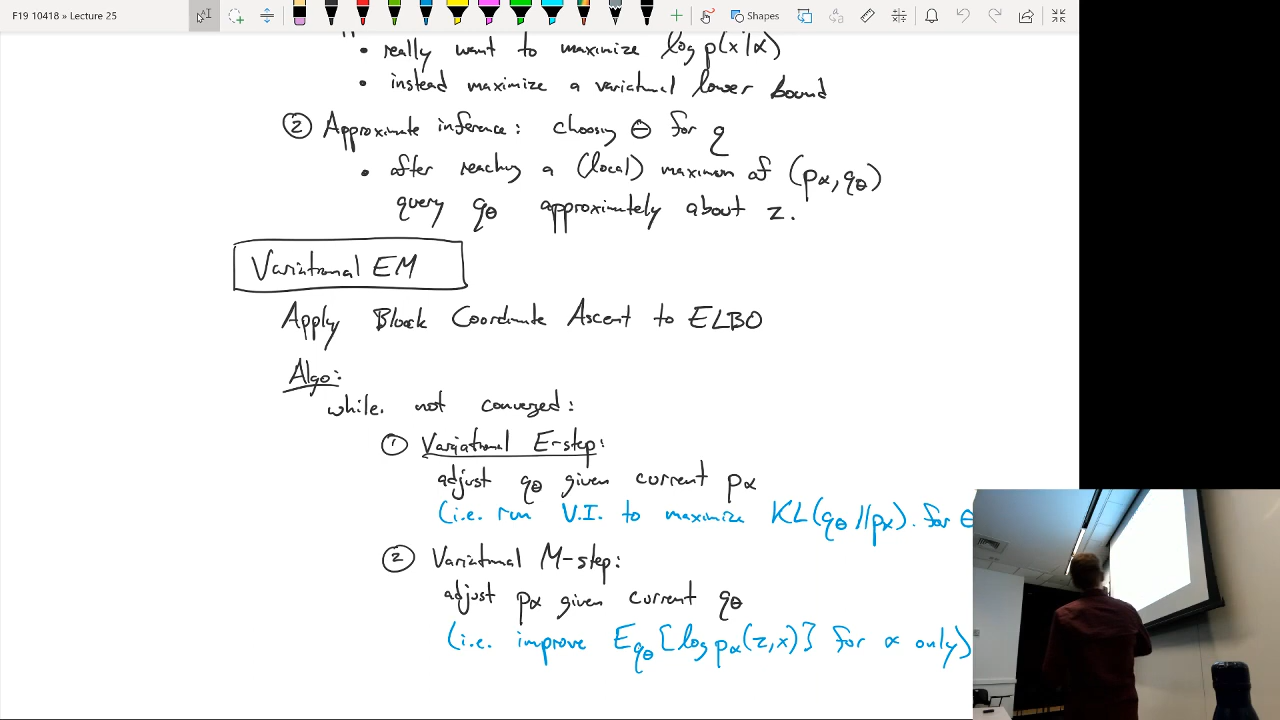 F19 10418 » Lecture 25
Shapes
• really want to maximize log p(x|α)
• instead maximize a variational lower bound
② Approximate inference: choosing θ for q
• after reaching a (local) maximum of (pα, qθ)
query qθ approximately about z.
Variational EM
Apply Block Coordinate Ascent to ELBO
Algo:
while not converged:
① Variational E-step:
adjust qθ given current pα
(i.e. run V.I. to maximize KL(qθ || pα). for θ
② Variational M-step:
adjust pα given current qθ
(i.e. improve Eqθ[log pα(z,x)] for α only)